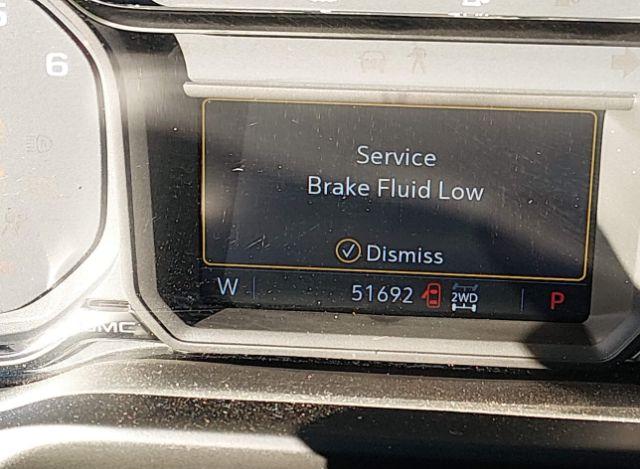 6
Service
Brake Fluid Low
✓ Dismiss
W 51692 2WD P
GMC